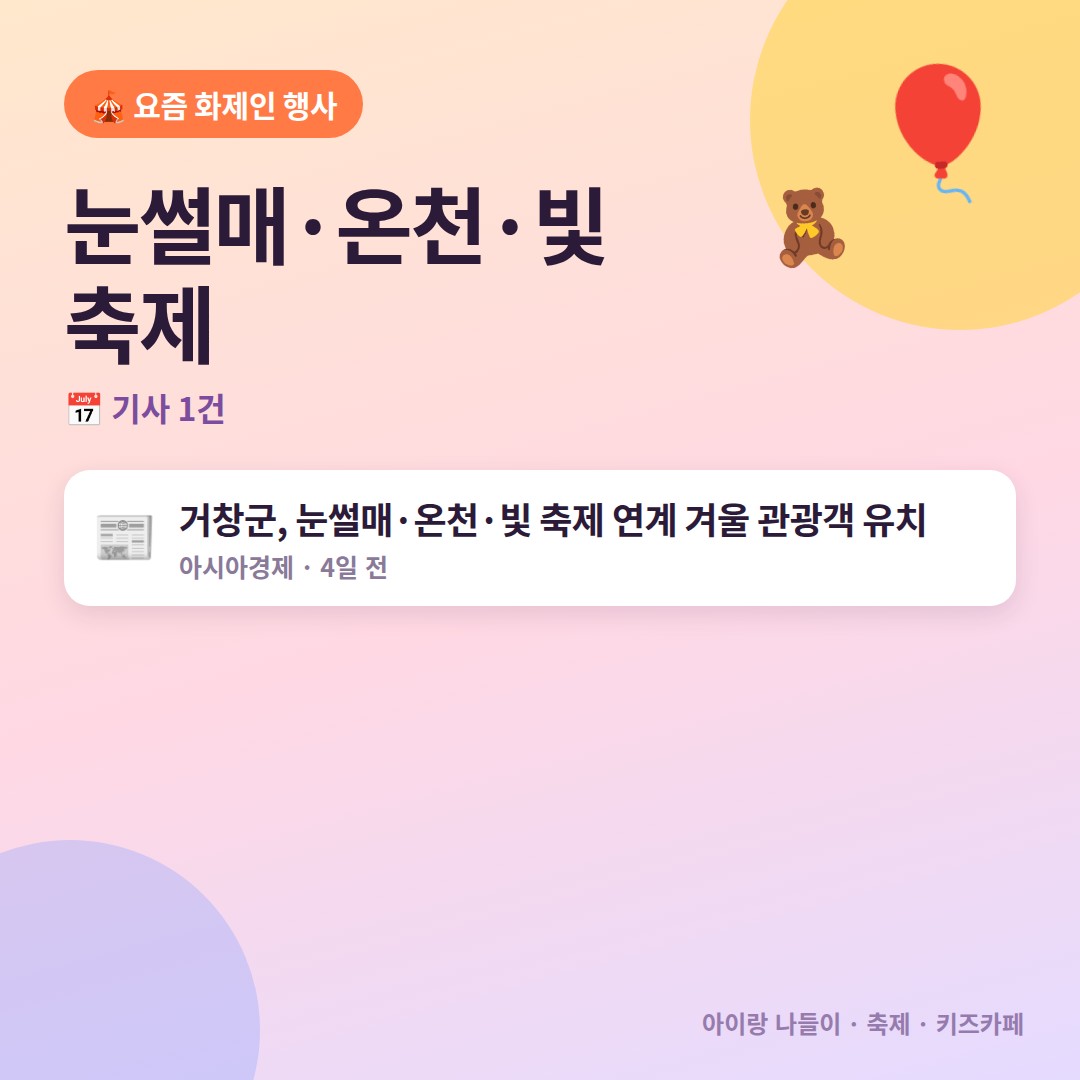 요즘 화제인 행사
눈썰매·온천·빛
축제
기사 1건
거창군, 눈썰매·온천·빛 축제 연계 겨울 관광객 유치
아시아경제 · 4일 전
아이랑 나들이 · 축제 · 키즈카페